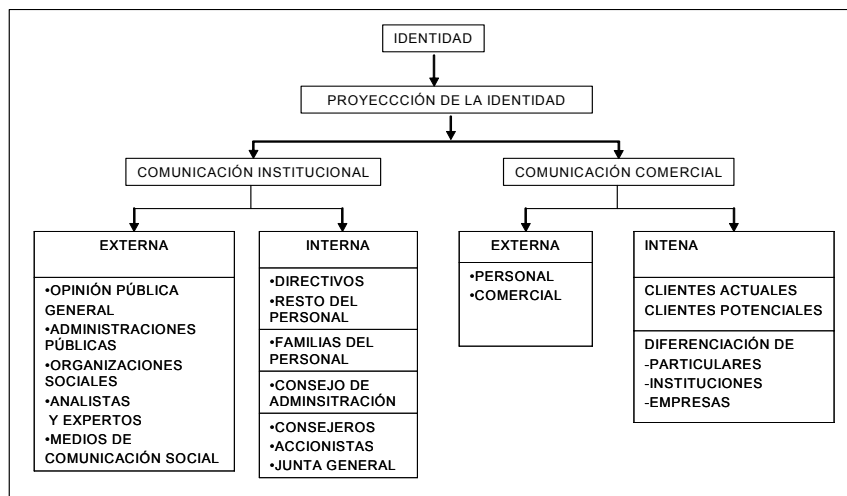 IDENTIDAD
PROYECCCIÓN DE LA IDENTIDAD
COMUNICACIÓN INSTITUCIONAL
COMUNICACIÓN COMERCIAL
EXTERNA
•OPINIÓN PÚBLICA
GENERAL
•ADMINISTRACIONES
PÚBLICAS
•ORGANIZACIONES
SOCIALES
•ANALISTAS
Y EXPERTOS
•MEDIOS DE
COMUNICACIÓN SOCIAL
INTERNA
•DIRECTIVOS
•RESTO DEL
PERSONAL
•FAMILIAS DEL
PERSONAL
•CONSEJO DE
ADMINSITRACIÓN
•CONSEJEROS
•ACCIONISTAS
•JUNTA GENERAL
EXTERNA
•PERSONAL
•COMERCIAL
INTENA
CLIENTES ACTUALES
CLIENTES POTENCIALES
DIFERENCIACIÓN DE
-PARTICULARES
-INSTITUCIONES
-EMPRESAS